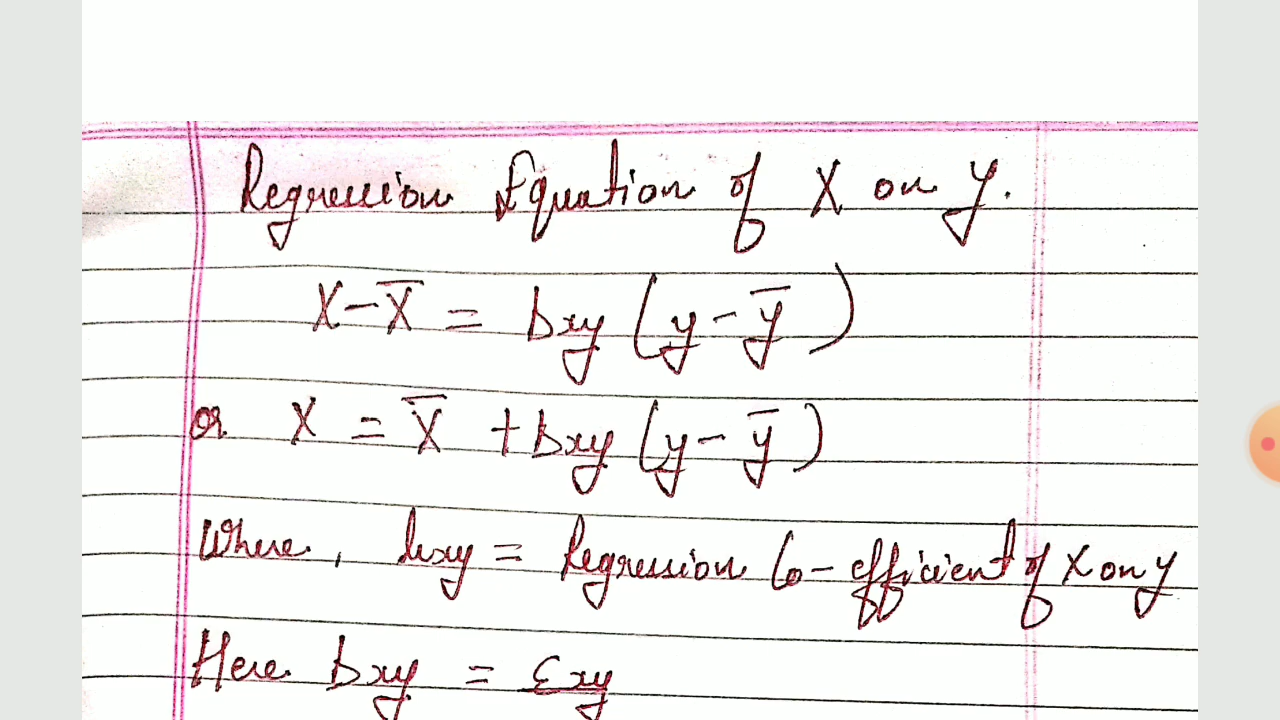 Regression Equation of X on y.
X - X̅ = bxy (y - y̅)
or X = X̅ + bxy (y - y̅)
Where, bxy = Regression Co-efficient of X on y
Here bxy = Σxy